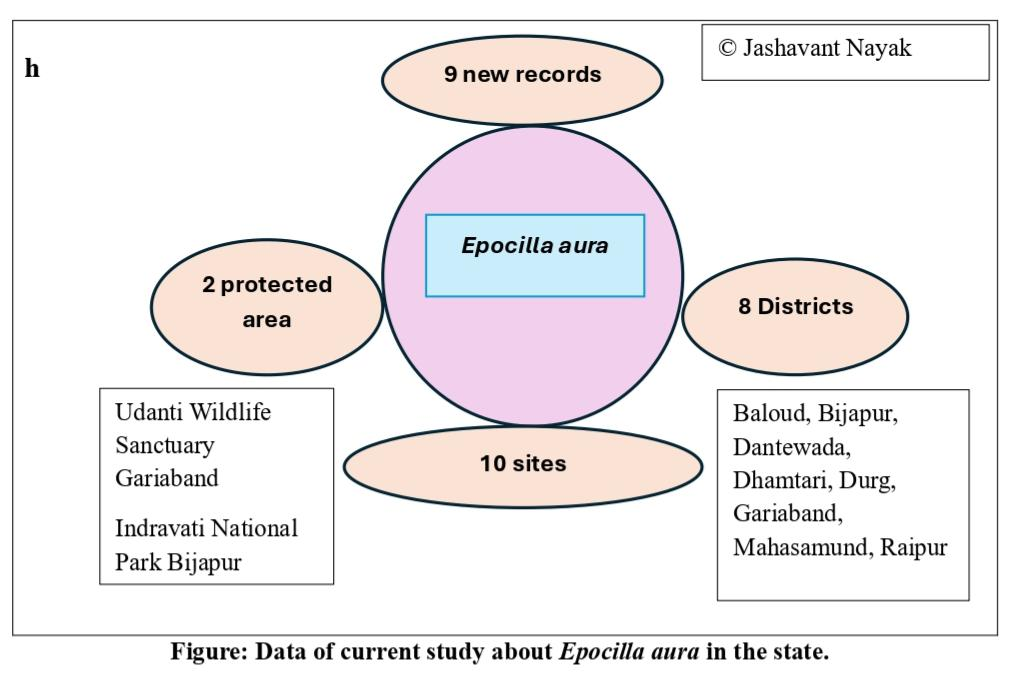 h
© Jashavant Nayak
9 new records
Epocilla aura
2 protected
area
8 Districts
Udanti Wildlife
Sanctuary
Gariaband
Indravati National
Park Bijapur
10 sites
Baloud, Bijapur,
Dantewada,
Dhamtari, Durg,
Gariaband,
Mahasamund, Raipur
Figure: Data of current study about Epocilla aura in the state.